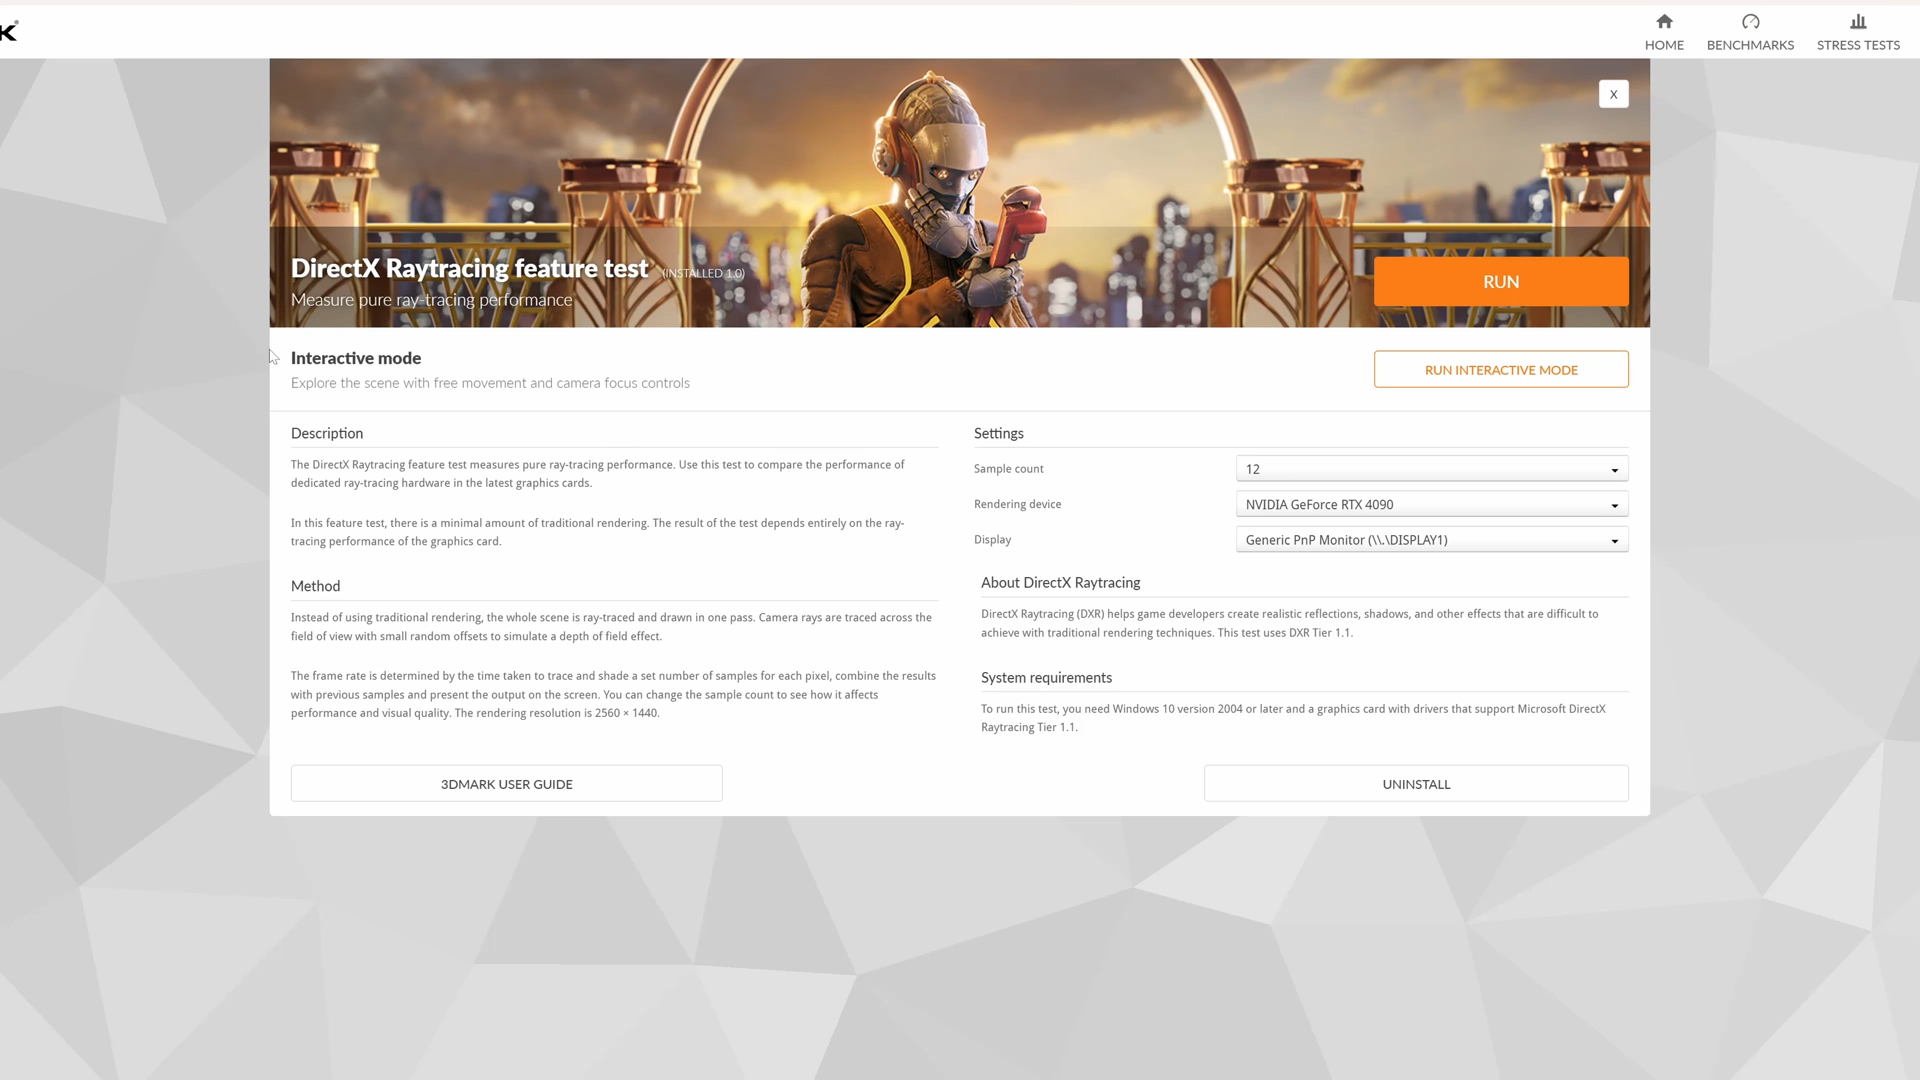 K
HOME
BENCHMARKS
STRESS TESTS
X
DirectX Raytracing feature test (INSTALLED 1.0)
Measure pure ray-tracing performance
RUN
Interactive mode
Explore the scene with free movement and camera focus controls
RUN INTERACTIVE MODE
Description
The DirectX Raytracing feature test measures pure ray-tracing performance. Use this test to compare the performance of
dedicated ray-tracing hardware in the latest graphics cards.
In this feature test, there is a minimal amount of traditional rendering. The result of the test depends entirely on the ray-
tracing performance of the graphics card.
Method
Instead of using traditional rendering, the whole scene is ray-traced and drawn in one pass. Camera rays are traced across the
field of view with small random offsets to simulate a depth of field effect.
The frame rate is determined by the time taken to trace and shade a set number of samples for each pixel, combine the results
with previous samples and present the output on the screen. You can change the sample count to see how it affects
performance and visual quality. The rendering resolution is 2560 × 1440.
Settings
Sample count 12
Rendering device NVIDIA GeForce RTX 4090
Display Generic PnP Monitor (\\.\DISPLAY1)
About DirectX Raytracing
DirectX Raytracing (DXR) helps game developers create realistic reflections, shadows, and other effects that are difficult to
achieve with traditional rendering techniques. This test uses DXR Tier 1.1.
System requirements
To run this test, you need Windows 10 version 2004 or later and a graphics card with drivers that support Microsoft DirectX
Raytracing Tier 1.1.
3DMARK USER GUIDE
UNINSTALL